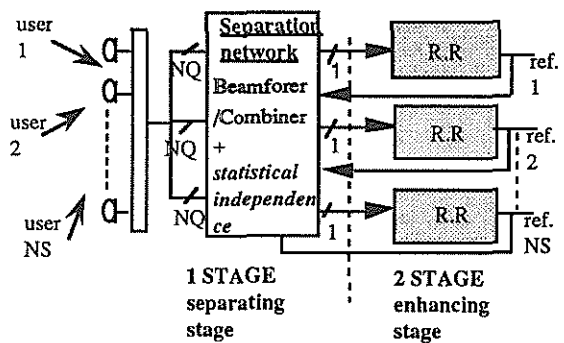 user
1
user
2
user
NS
NQ
NQ
NQ
Separation
network
Beamforer
/Combiner
+
statistical
independen
ce
1
1
1
R.R
R.R
R.R
ref.
1
ref.
2
ref.
NS
1 STAGE
separating
stage
2 STAGE
enhancing
stage